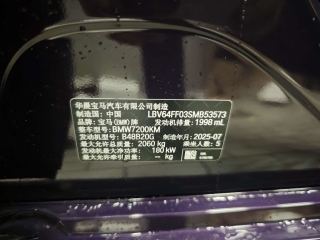 华晨宝马汽车有限公司制造
制造国：中国 LBV64FF03SMB53573
品牌：宝马(BMW)牌 发动机排量：1998 mL
整车型号：BMW7200KM
发动机型号：B48B20G 制造年月：2025-07
最大允许总质量：2060 kg 乘坐人数：5
发动机最大净功率：180 kW
最大允许牵引质量：-- kg